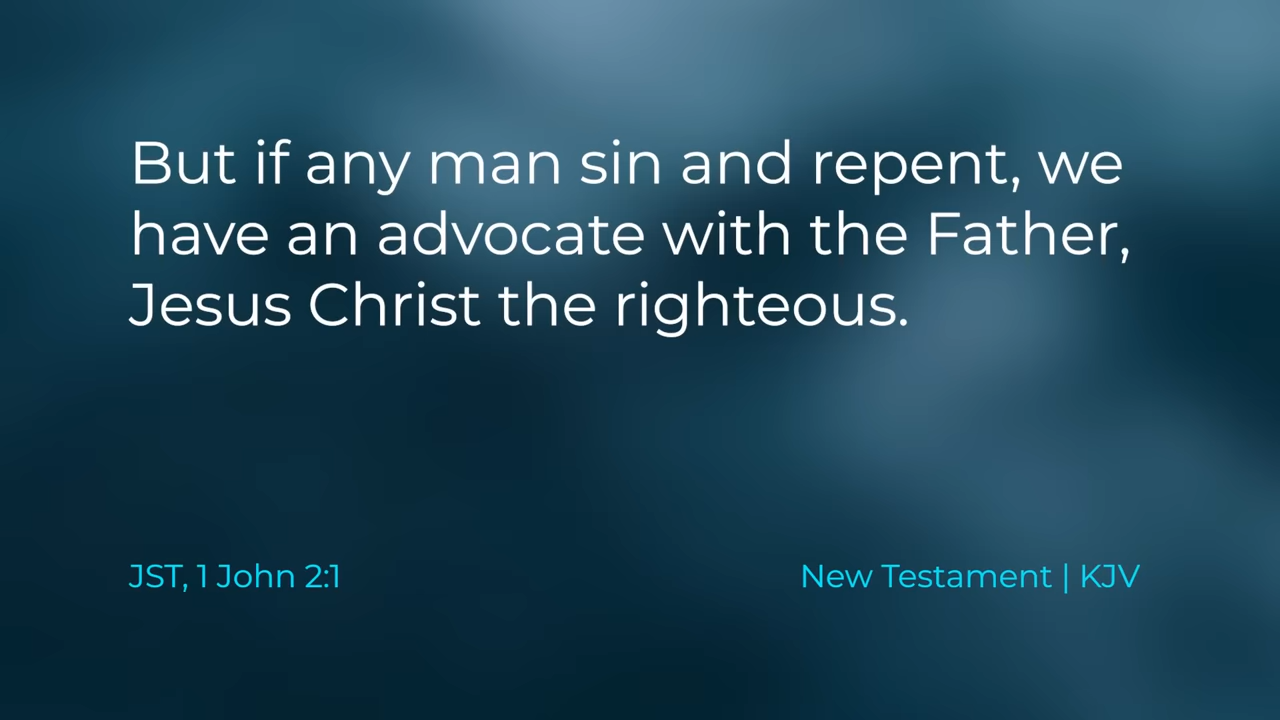 But if any man sin and repent, we
have an advocate with the Father,
Jesus Christ the righteous.
JST, 1 John 2:1
New Testament | KJV